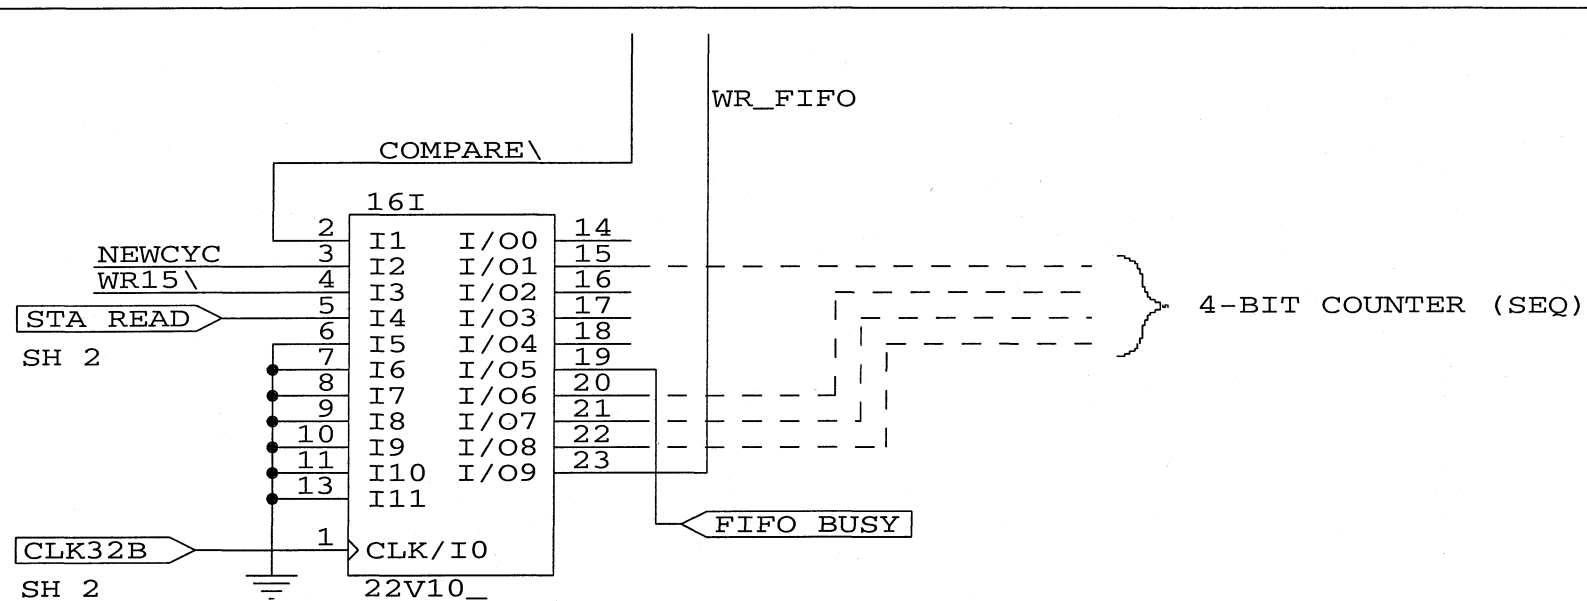 WR_FIFO
COMPARE\
16I
2 I1 I/O0 14
NEWCYC 3 I2 I/O1 15
WR15\ 4 I3 I/O2 16
STA READ 5 I4 I/O3 17
6 I5 I/O4 18
SH 2 7 I6 I/O5 19
8 I7 I/O6 20
9 I8 I/O7 21
10 I9 I/O8 22
11 I10 I/O9 23
13 I11
4-BIT COUNTER (SEQ)
FIFO BUSY
CLK32B 1 CLK/I0
SH 2 22V10_